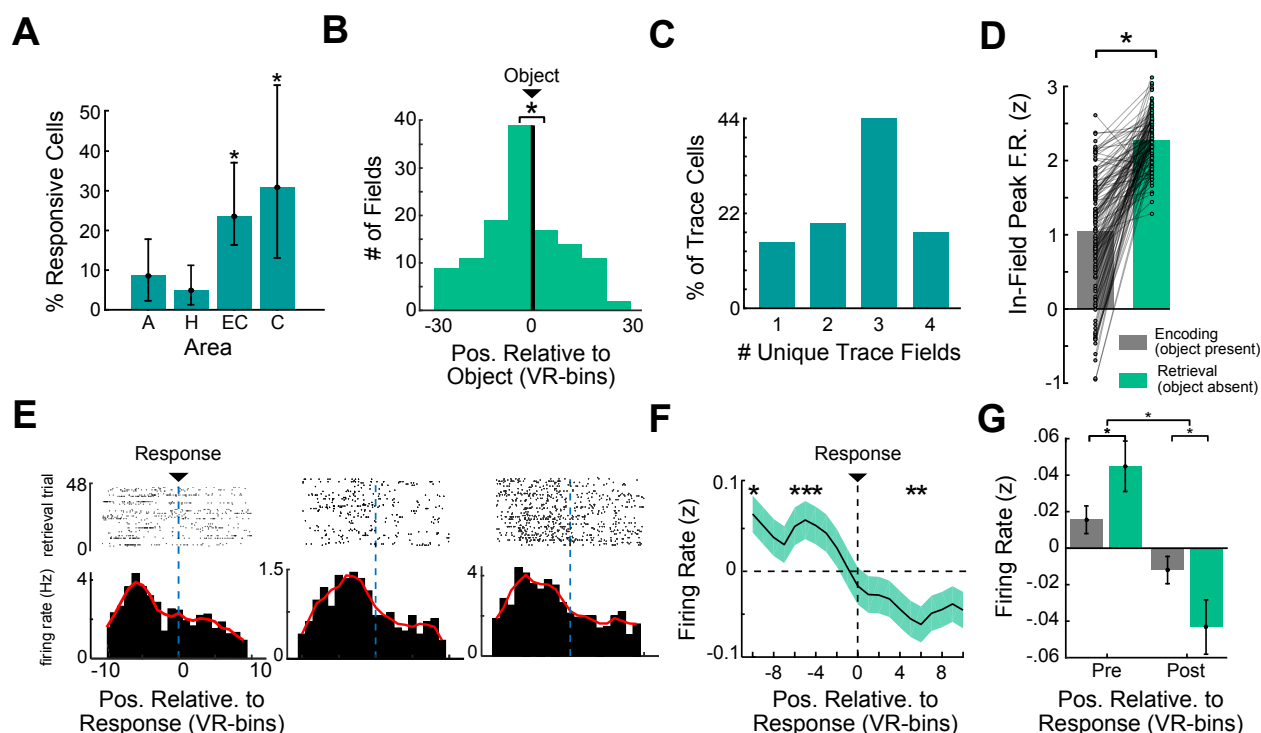 A
% Responsive Cells
50
40
30
20
10
0
*
*
A H EC C
Area
B
Object
*
# of Fields
40
30
20
10
0
-30 0 30
Pos. Relative to
Object (VR-bins)
C
% of Trace Cells
44
22
0
1 2 3 4
# Unique Trace Fields
D
*
In-Field Peak F.R. (z)
3
2
1
0
-1
Encoding
(object present)
Retrieval
(object absent)
E
Response
retrieval trial
48
0
firing rate (Hz)
4
2
0
1.5
0
4
2
0
-10 0 10
Pos. Relative. to
Response (VR-bins)
F
Response
Firing Rate (z)
0.1
0
-0.1
* *** **
-8 -4 0 4 8
Pos. Relative. to
Response (VR-bins)
G
*
* *
Firing Rate (z)
.06
.04
.02
0
-.02
-.04
-.06
Pre Post
Pos. Relative. to
Response (VR-bins)